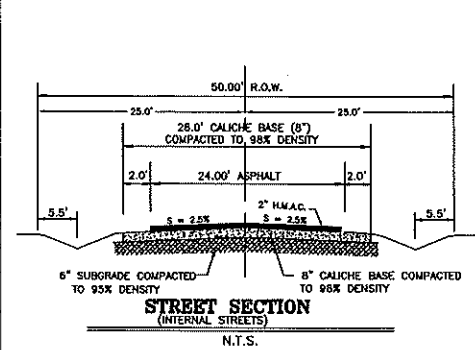 50.00' R.O.W.
25.0' 25.0'
28.0' CALICHE BASE (8")
COMPACTED TO 98% DENSITY
2.0' 24.00' ASPHALT 2.0'
5.5' 2" H.M.A.C. 5.5'
S = 2.5% S = 2.5%
6" SUBGRADE COMPACTED
TO 95% DENSITY
8" CALICHE BASE COMPACTED
TO 98% DENSITY
STREET SECTION
(INTERNAL STREETS)
N.T.S.